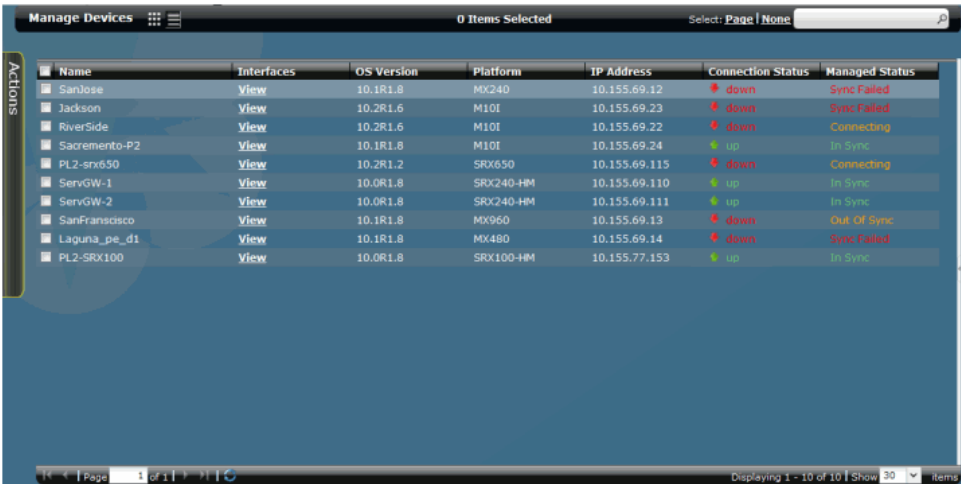 Manage Devices 0 Items Selected Select: Page | None
Actions
Name Interfaces OS Version Platform IP Address Connection Status Managed Status
SanJose View 10.1R1.8 MX240 10.155.69.12 down Sync Failed
Jackson View 10.2R1.6 M10I 10.155.69.23 down Sync Failed
RiverSide View 10.2R1.6 M10I 10.155.69.22 down Connecting
Sacremento-P2 View 10.1R1.8 M10I 10.155.69.24 up In Sync
PL2-srx650 View 10.2R1.2 SRX650 10.155.69.115 down Connecting
ServGW-1 View 10.0R1.8 SRX240-HM 10.155.69.110 up In Sync
ServGW-2 View 10.0R1.8 SRX240-HM 10.155.69.111 up In Sync
SanFranscisco View 10.1R1.8 MX960 10.155.69.13 down Out Of Sync
Laguna_pe_d1 View 10.1R1.8 MX480 10.155.69.14 down Sync Failed
PL2-SRX100 View 10.0R1.8 SRX100-HM 10.155.77.153 up In Sync
Page 1 of 1 Displaying 1 - 10 of 10 Show 30 items